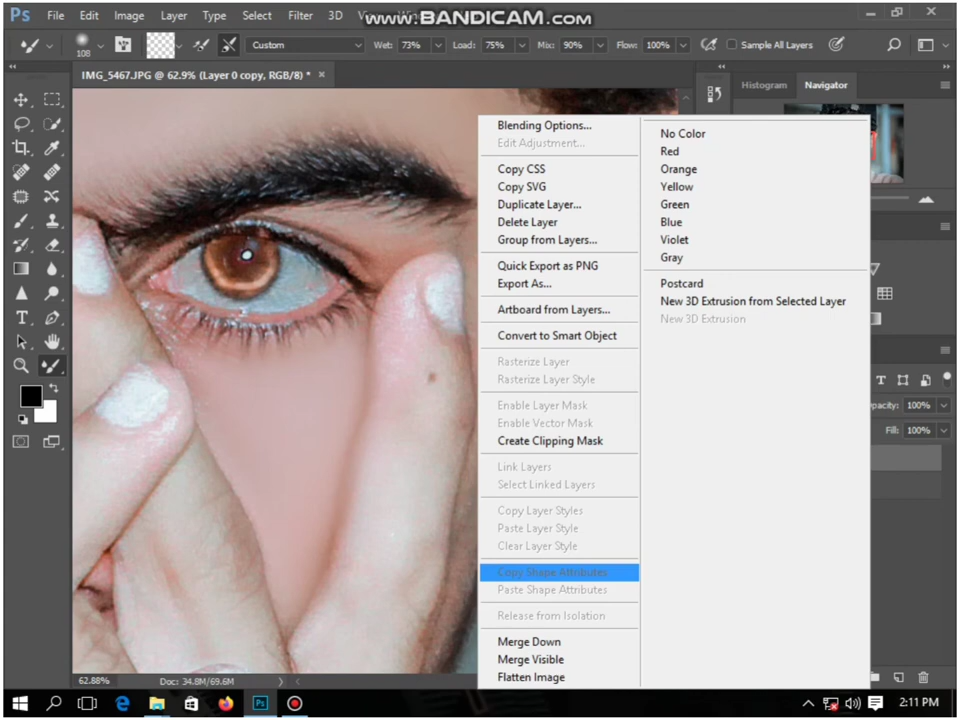 Ps File Edit Image Layer Type Select Filter 3D
www.BANDICAM.com
108 Custom Wet: 73% Load: 75% Mix: 90% Flow: 100% Sample All Layers
IMG_5467.JPG @ 62.9% (Layer 0 copy, RGB/8) * ×
Histogram Navigator
Blending Options...
Edit Adjustment...
Copy CSS
Copy SVG
Duplicate Layer...
Delete Layer
Group from Layers...
Quick Export as PNG
Export As...
Artboard from Layers...
Convert to Smart Object
Rasterize Layer
Rasterize Layer Style
Enable Layer Mask
Enable Vector Mask
Create Clipping Mask
Link Layers
Select Linked Layers
Copy Layer Styles
Paste Layer Style
Clear Layer Style
Copy Shape Attributes
Paste Shape Attributes
Release from Isolation
Merge Down
Merge Visible
Flatten Image
No Color
Red
Orange
Yellow
Green
Blue
Violet
Gray
Postcard
New 3D Extrusion from Selected Layer
New 3D Extrusion
pacity: 100%
Fill: 100%
62.88% Doc: 34.8M/69.6M
Ps
2:11 PM